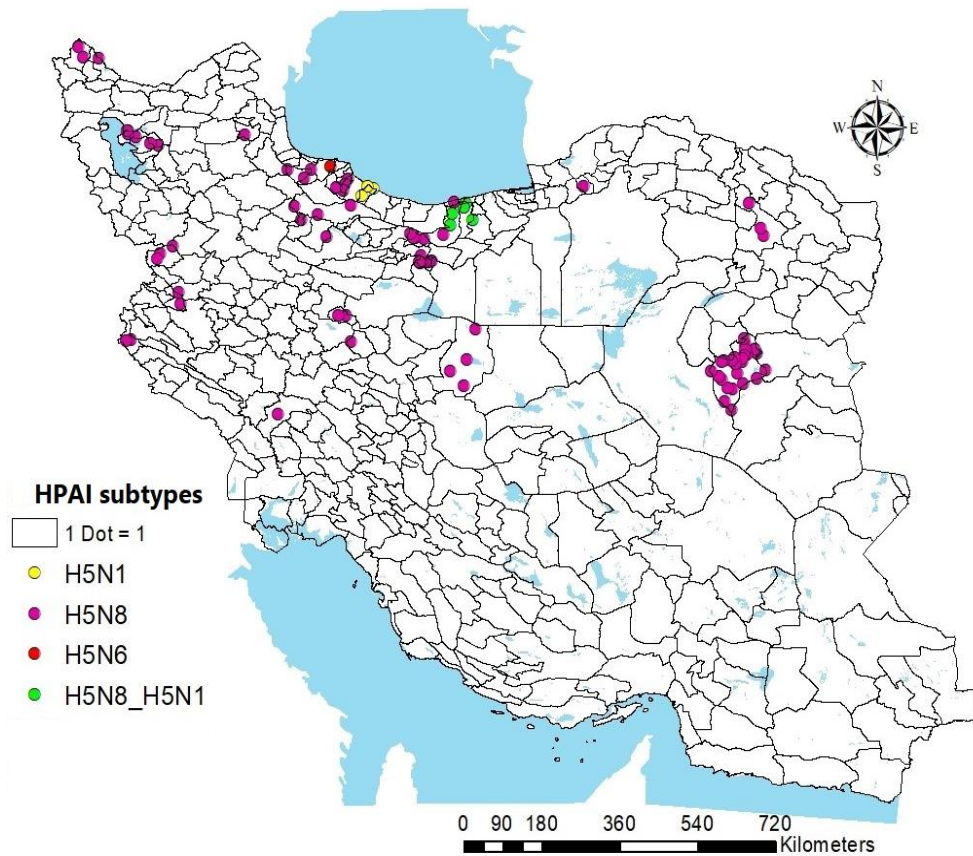 N
W E
S
HPAI subtypes
1 Dot = 1
H5N1
H5N8
H5N6
H5N8_H5N1
0 90 180 360 540 720
Kilometers